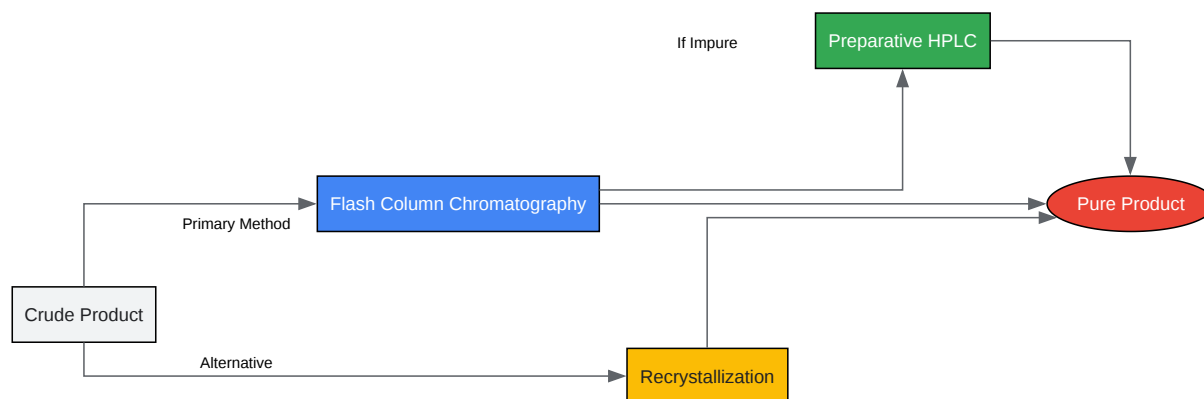 If Impure
Preparative HPLC
Flash Column Chromatography
Pure Product
Primary Method
Crude Product
Alternative
Recrystallization